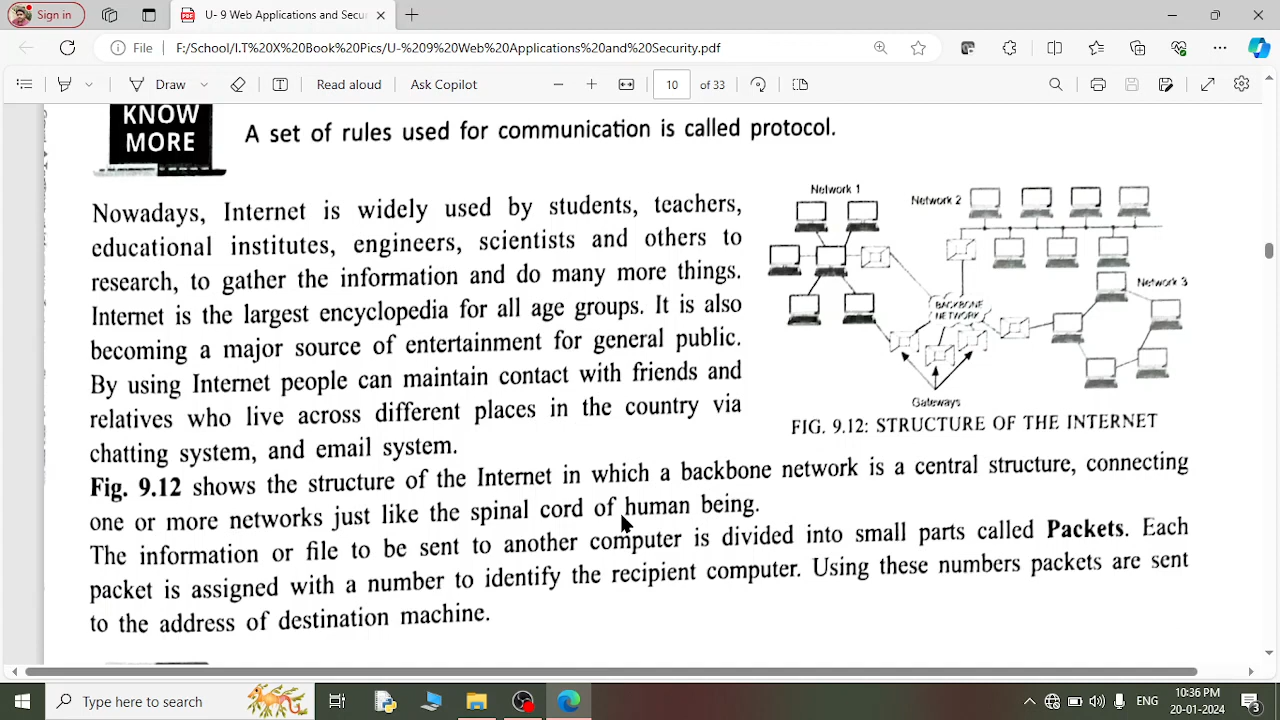 Sign in
U- 9 Web Applications and Secu
File
F:/School/I.T%20X%20Book%20Pics/U-%209%20Web%20Applications%20and%20Security.pdf
Draw
Read aloud
Ask Copilot
10
of 33
KNOW
MORE
A set of rules used for communication is called protocol.
Nowadays, Internet is widely used by students, teachers,
educational institutes, engineers, scientists and others to
research, to gather the information and do many more things.
Internet is the largest encyclopedia for all age groups. It is also
becoming a major source of entertainment for general public.
By using Internet people can maintain contact with friends and
relatives who live across different places in the country via
chatting system, and email system.
Network 1
Network 2
Network 3
BACKBONE
NETWORK
Gateways
FIG. 9.12: STRUCTURE OF THE INTERNET
Fig. 9.12 shows the structure of the Internet in which a backbone network is a central structure, connecting
one or more networks just like the spinal cord of human being.
The information or file to be sent to another computer is divided into small parts called Packets. Each
packet is assigned with a number to identify the recipient computer. Using these numbers packets are sent
to the address of destination machine.
Type here to search
ENG
10:36 PM
20-01-2024
3